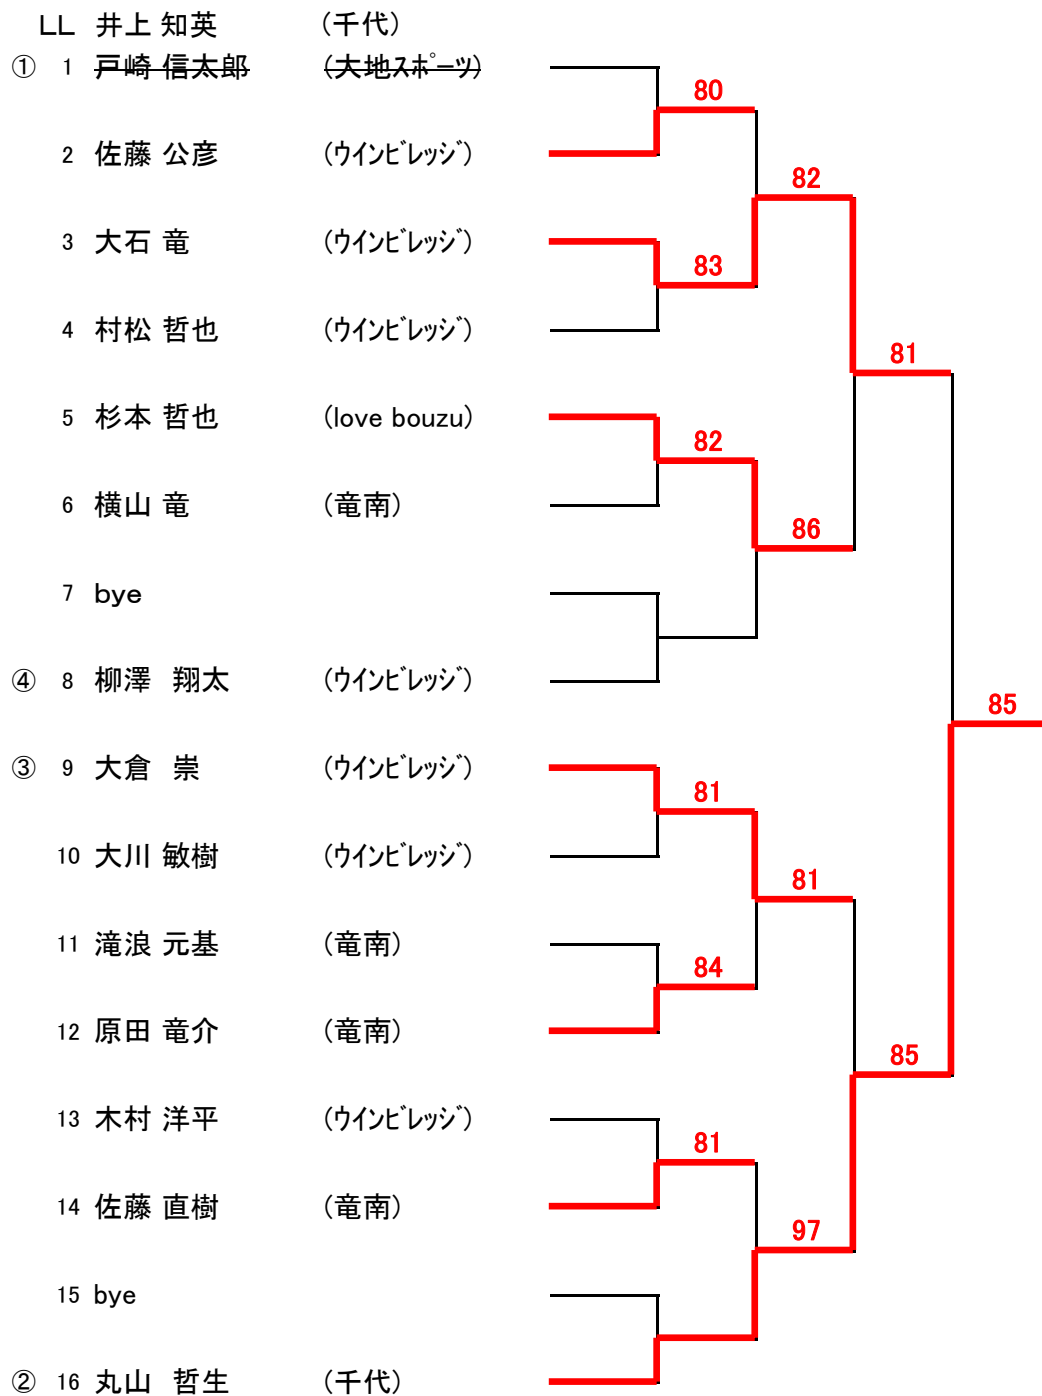 LL 井上 知英 (千代)
① 1 戸崎 信太郎 (大地ｽﾎﾟｰﾂ)
80
2 佐藤 公彦 (ｳｲﾝﾋﾞﾚｯｼﾞ)
82
3 大石 竜 (ｳｲﾝﾋﾞﾚｯｼﾞ)
83
4 村松 哲也 (ｳｲﾝﾋﾞﾚｯｼﾞ)
81
5 杉本 哲也 (love bouzu)
82
6 横山 竜 (竜南)
86
7 bye
④ 8 柳澤 翔太 (ｳｲﾝﾋﾞﾚｯｼﾞ)
85
③ 9 大倉 崇 (ｳｲﾝﾋﾞﾚｯｼﾞ)
81
10 大川 敏樹 (ｳｲﾝﾋﾞﾚｯｼﾞ)
81
11 滝浪 元基 (竜南)
84
12 原田 竜介 (竜南)
85
13 木村 洋平 (ｳｲﾝﾋﾞﾚｯｼﾞ)
81
14 佐藤 直樹 (竜南)
97
15 bye
② 16 丸山 哲生 (千代)